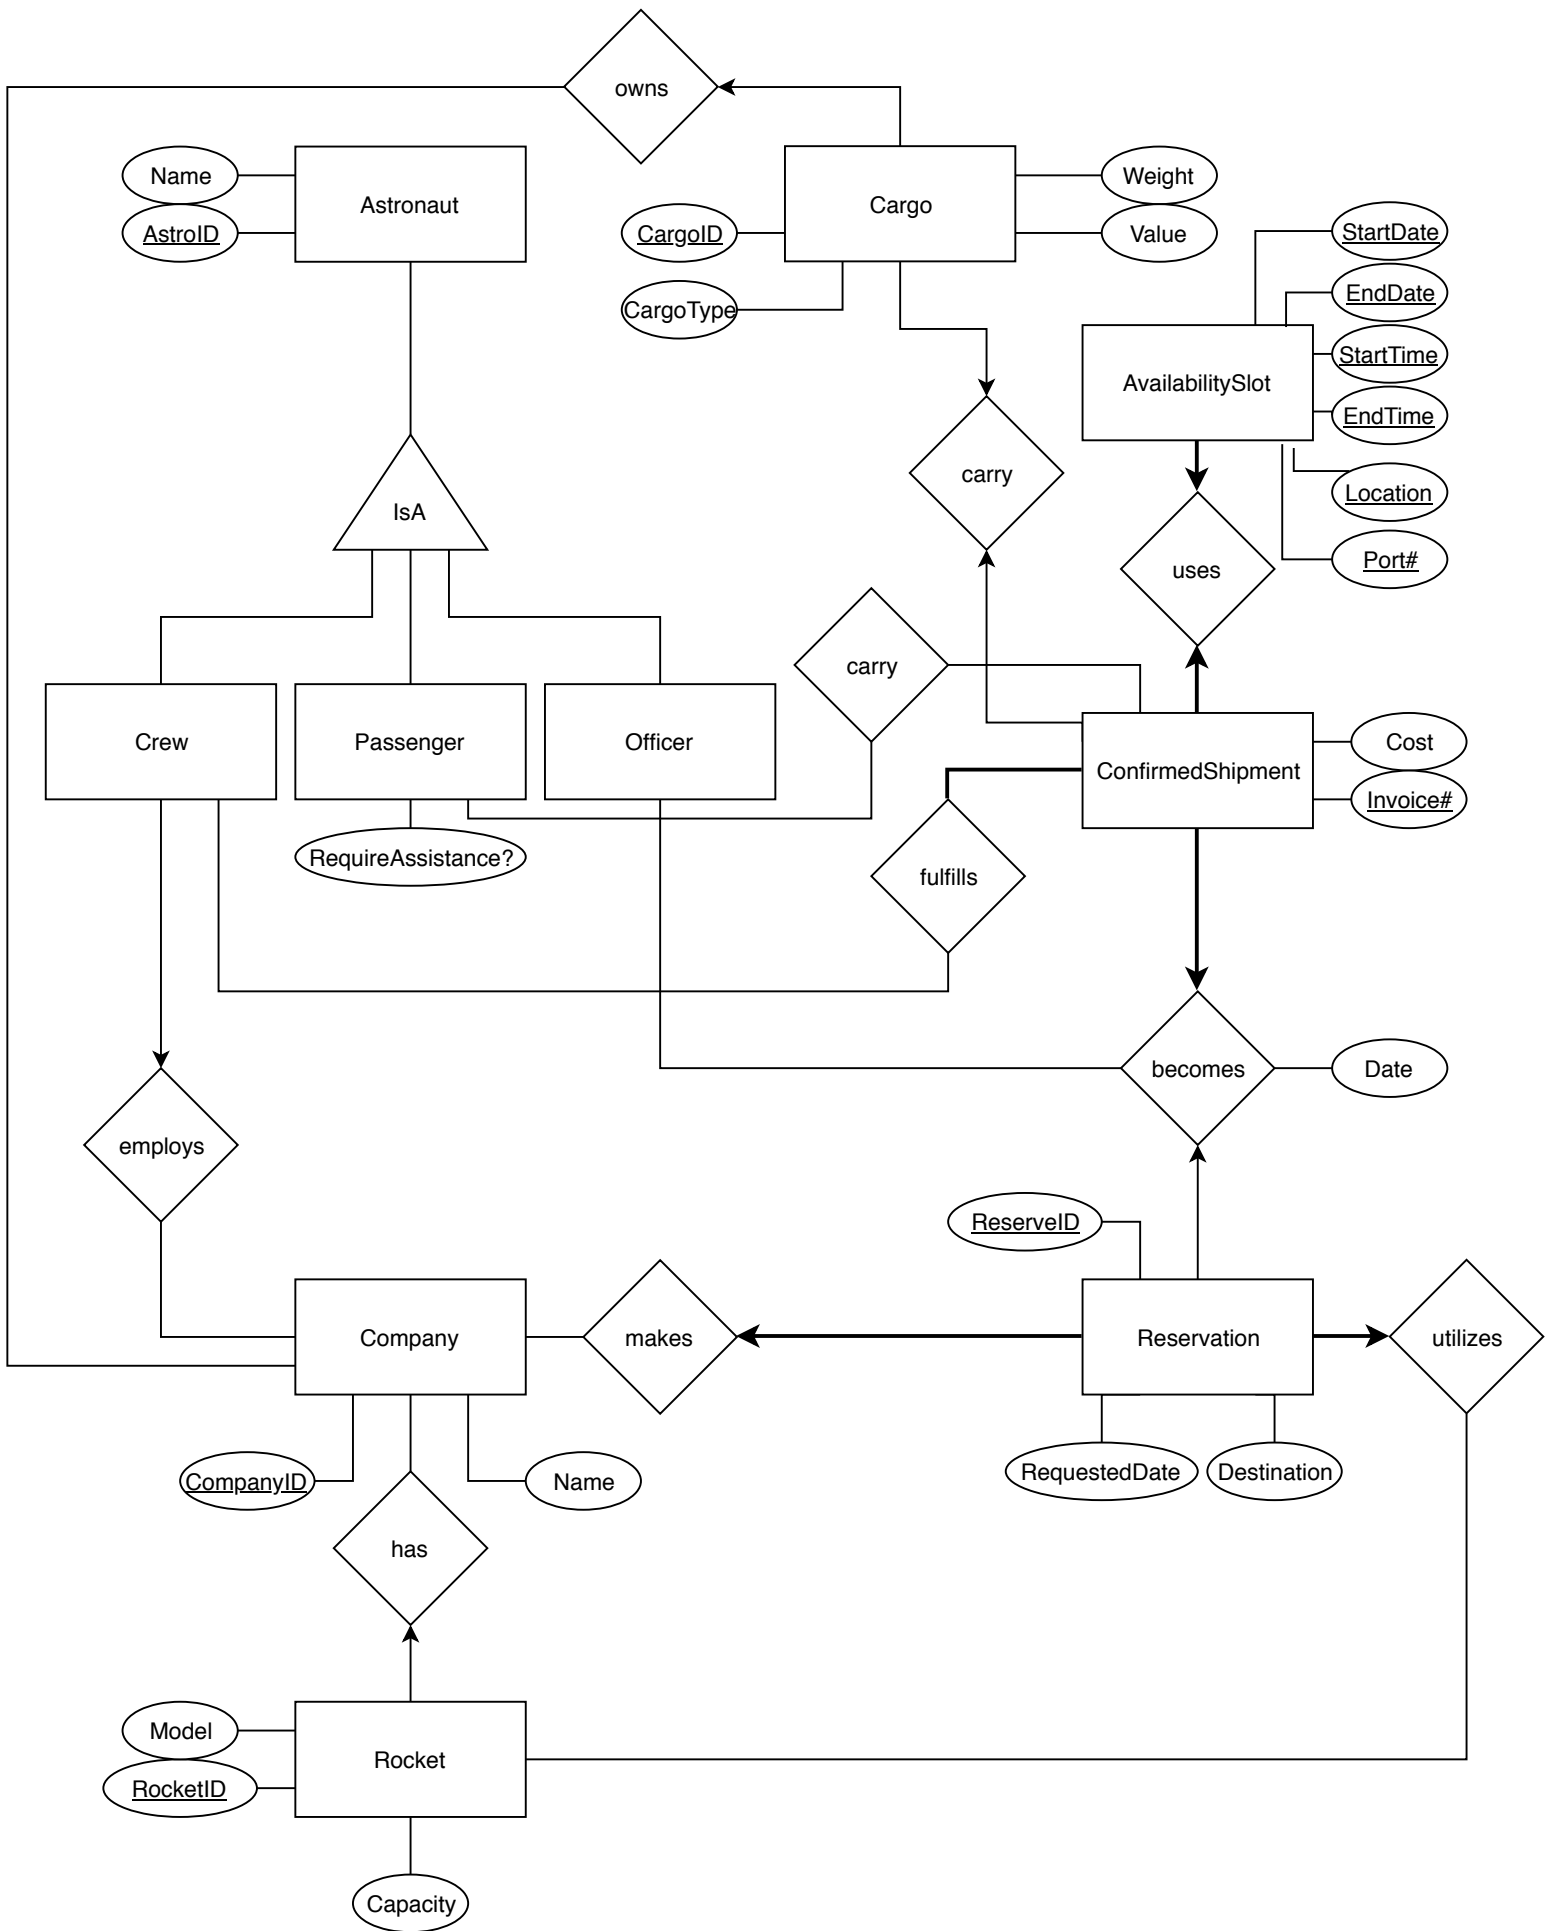 owns
Name
Astronaut
AstroID
Cargo
CargoID
CargoType
Weight
Value
StartDate
EndDate
StartTime
EndTime
Location
Port#
AvailabilitySlot
carry
uses
IsA
carry
Crew
Passenger
Officer
RequireAssistance?
ConfirmedShipment
Cost
Invoice#
fulfills
becomes
Date
employs
ReserveID
Company
makes
Reservation
utilizes
CompanyID
Name
RequestedDate
Destination
has
Model
Rocket
RocketID
Capacity